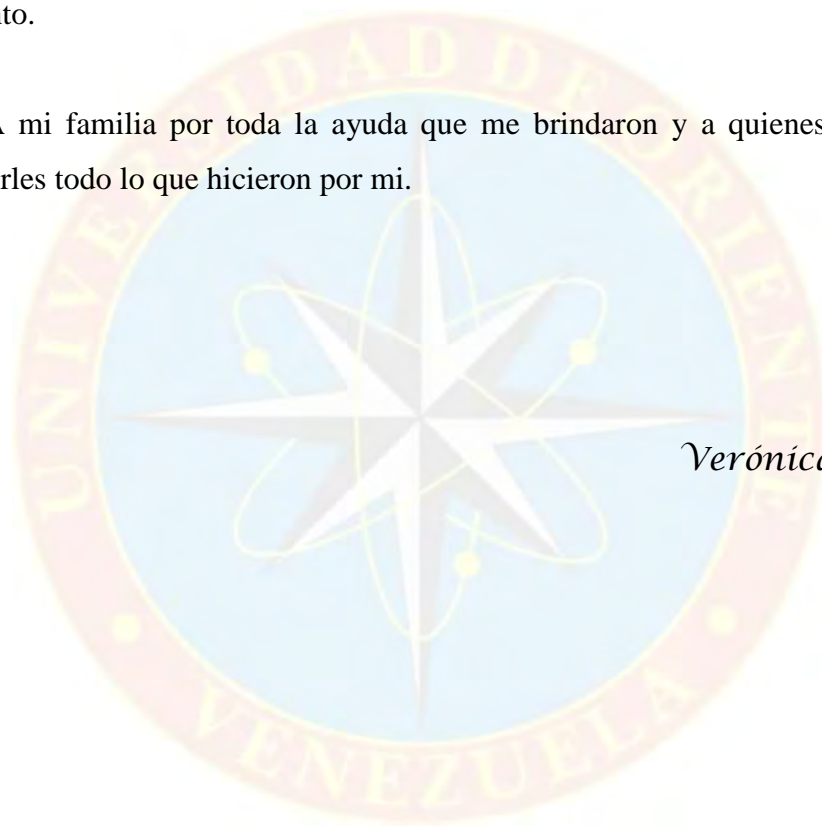 nto.
A mi familia por toda la ayuda que me brindaron y a quienes
rles todo lo que hicieron por mi.
Verónica
UNIVERSIDAD DE ORIENTE
VENEZUELA